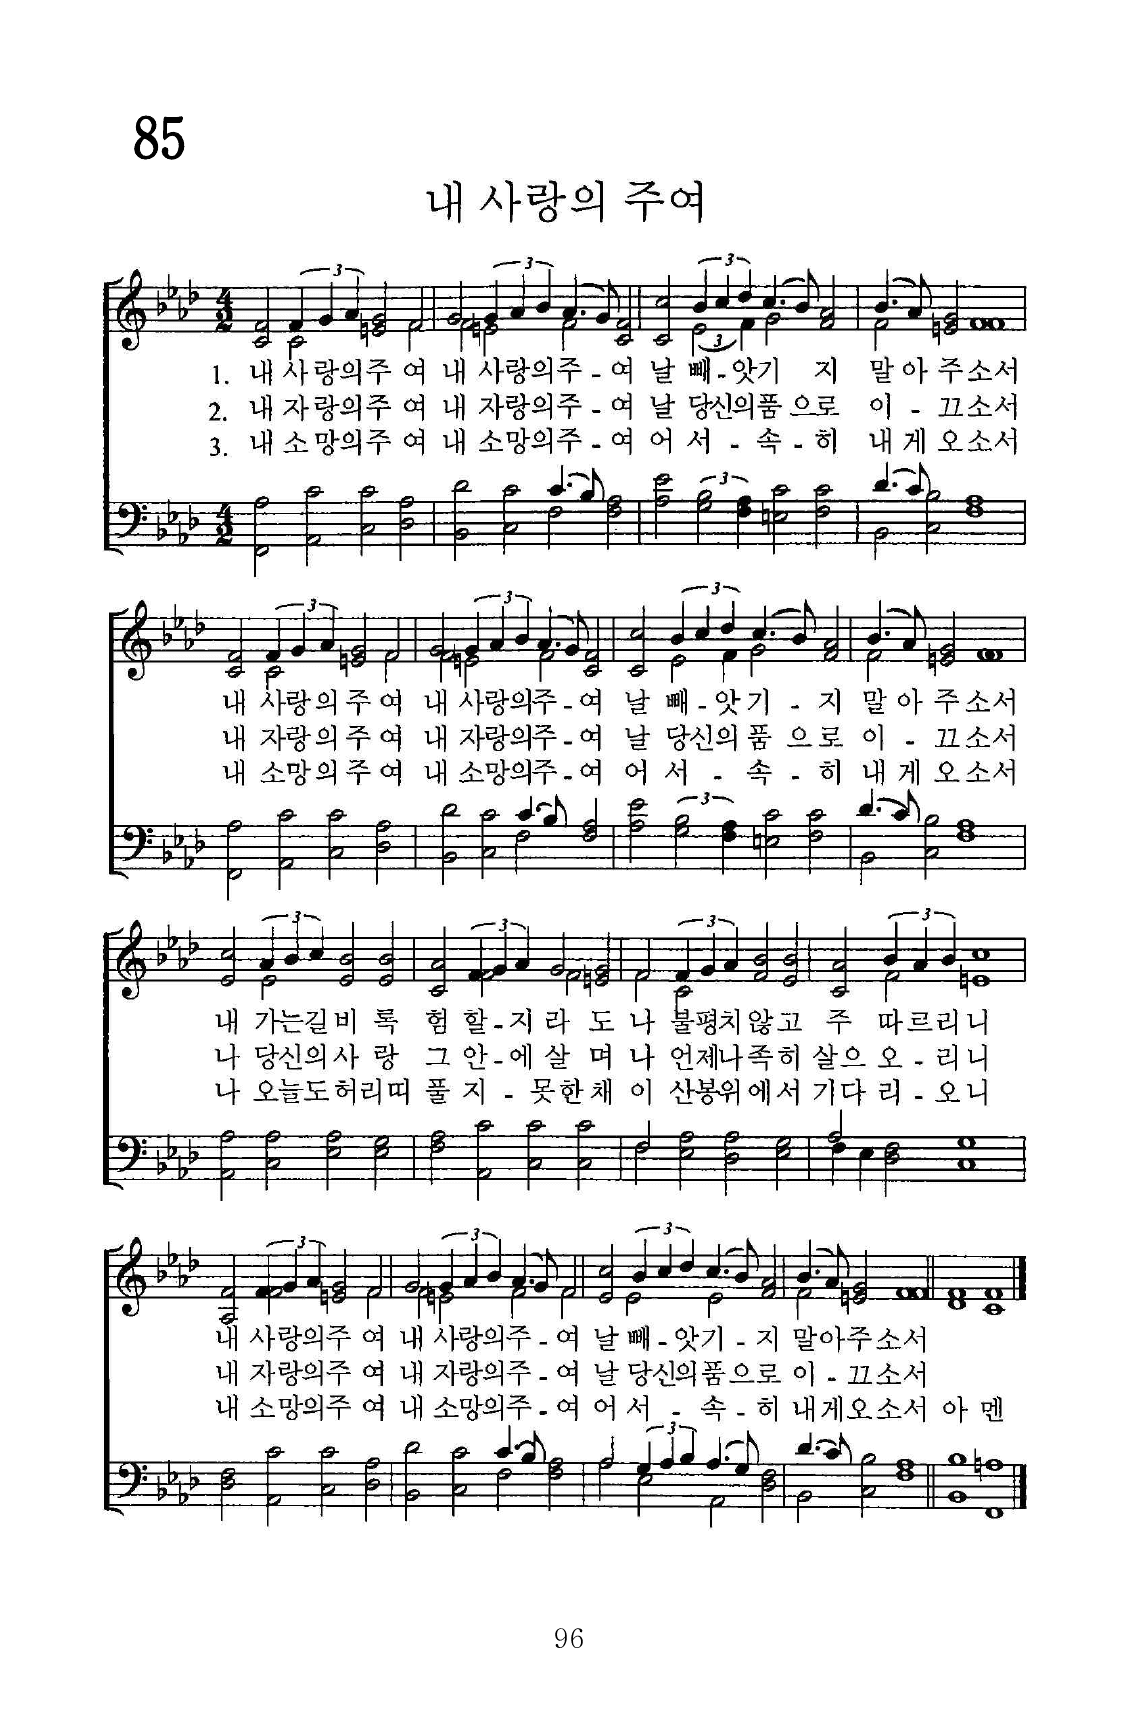 85
내 사랑의 주여
1. 내 사 랑의주 여 내 사랑의주 - 여 날 빼 - 앗기 지 말 아 주소서
2. 내 자 랑의주 여 내 자랑의주 - 여 날 당신의품 으로 이 - 끄소서
3. 내 소 망의주 여 내 소망의주 - 여 어 서 - 속 - 히 내 게 오소서
내 사랑의 주 여 내 사랑의주 - 여 날 빼 - 앗 기 - 지 말 아 주 소 서
내 자랑의 주 여 내 자랑의주 - 여 날 당신의 품 으 로 이 - 끄 소 서
내 소망의 주 여 내 소망의주 - 여 어 서 - 속 - 히 내 게 오 소 서
내 가는길 비 록 험 할 - 지 라 도 나 불평치않고 주 따르리니
나 당신의 사 랑 그 안 - 에 살 며 나 언제나족히 살으 오 - 리니
나 오늘도허리띠 풀 지 - 못한채 이 산봉위에서 기다 리 - 오니
내 사랑의주 여 내 사랑의주 - 여 날 빼 - 앗기 - 지 말아주소서
내 자랑의주 여 내 자랑의주 - 여 날 당신의품으로 이 - 끄소서
내 소망의주 여 내 소망의주 - 여 어 서 - 속 - 히 내게오소서 아 멘
96